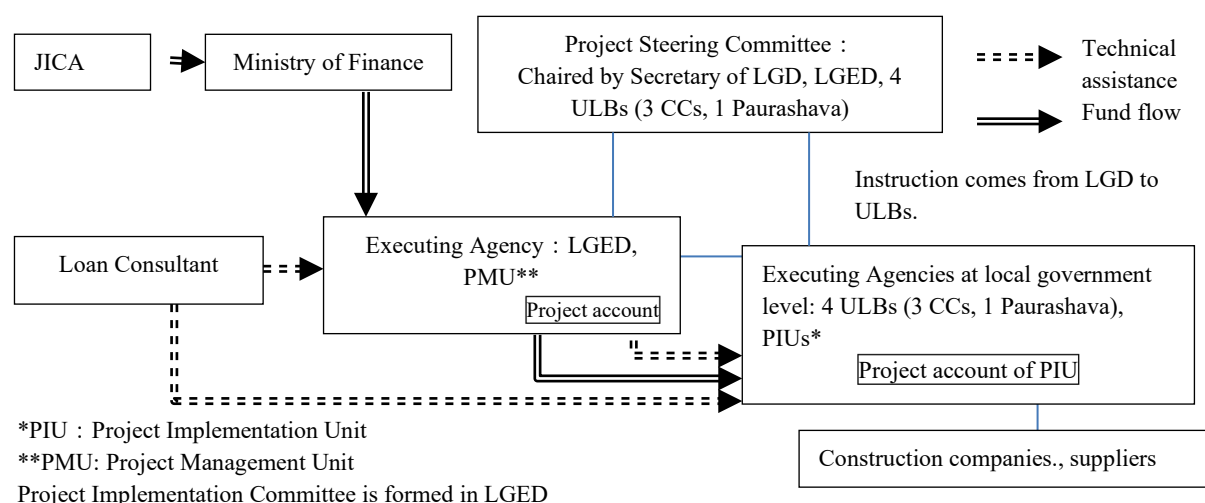 JICA
Ministry of Finance
Project Steering Committee：
Chaired by Secretary of LGD, LGED, 4
ULBs (3 CCs, 1 Paurashava)
Technical
assistance
Fund flow
Instruction comes from LGD to
ULBs.
Loan Consultant
Executing Agency：LGED,
PMU**
Project account
Executing Agencies at local government
level: 4 ULBs (3 CCs, 1 Paurashava),
PIUs*
Project account of PIU
*PIU：Project Implementation Unit
**PMU: Project Management Unit
Project Implementation Committee is formed in LGED
Construction companies., suppliers